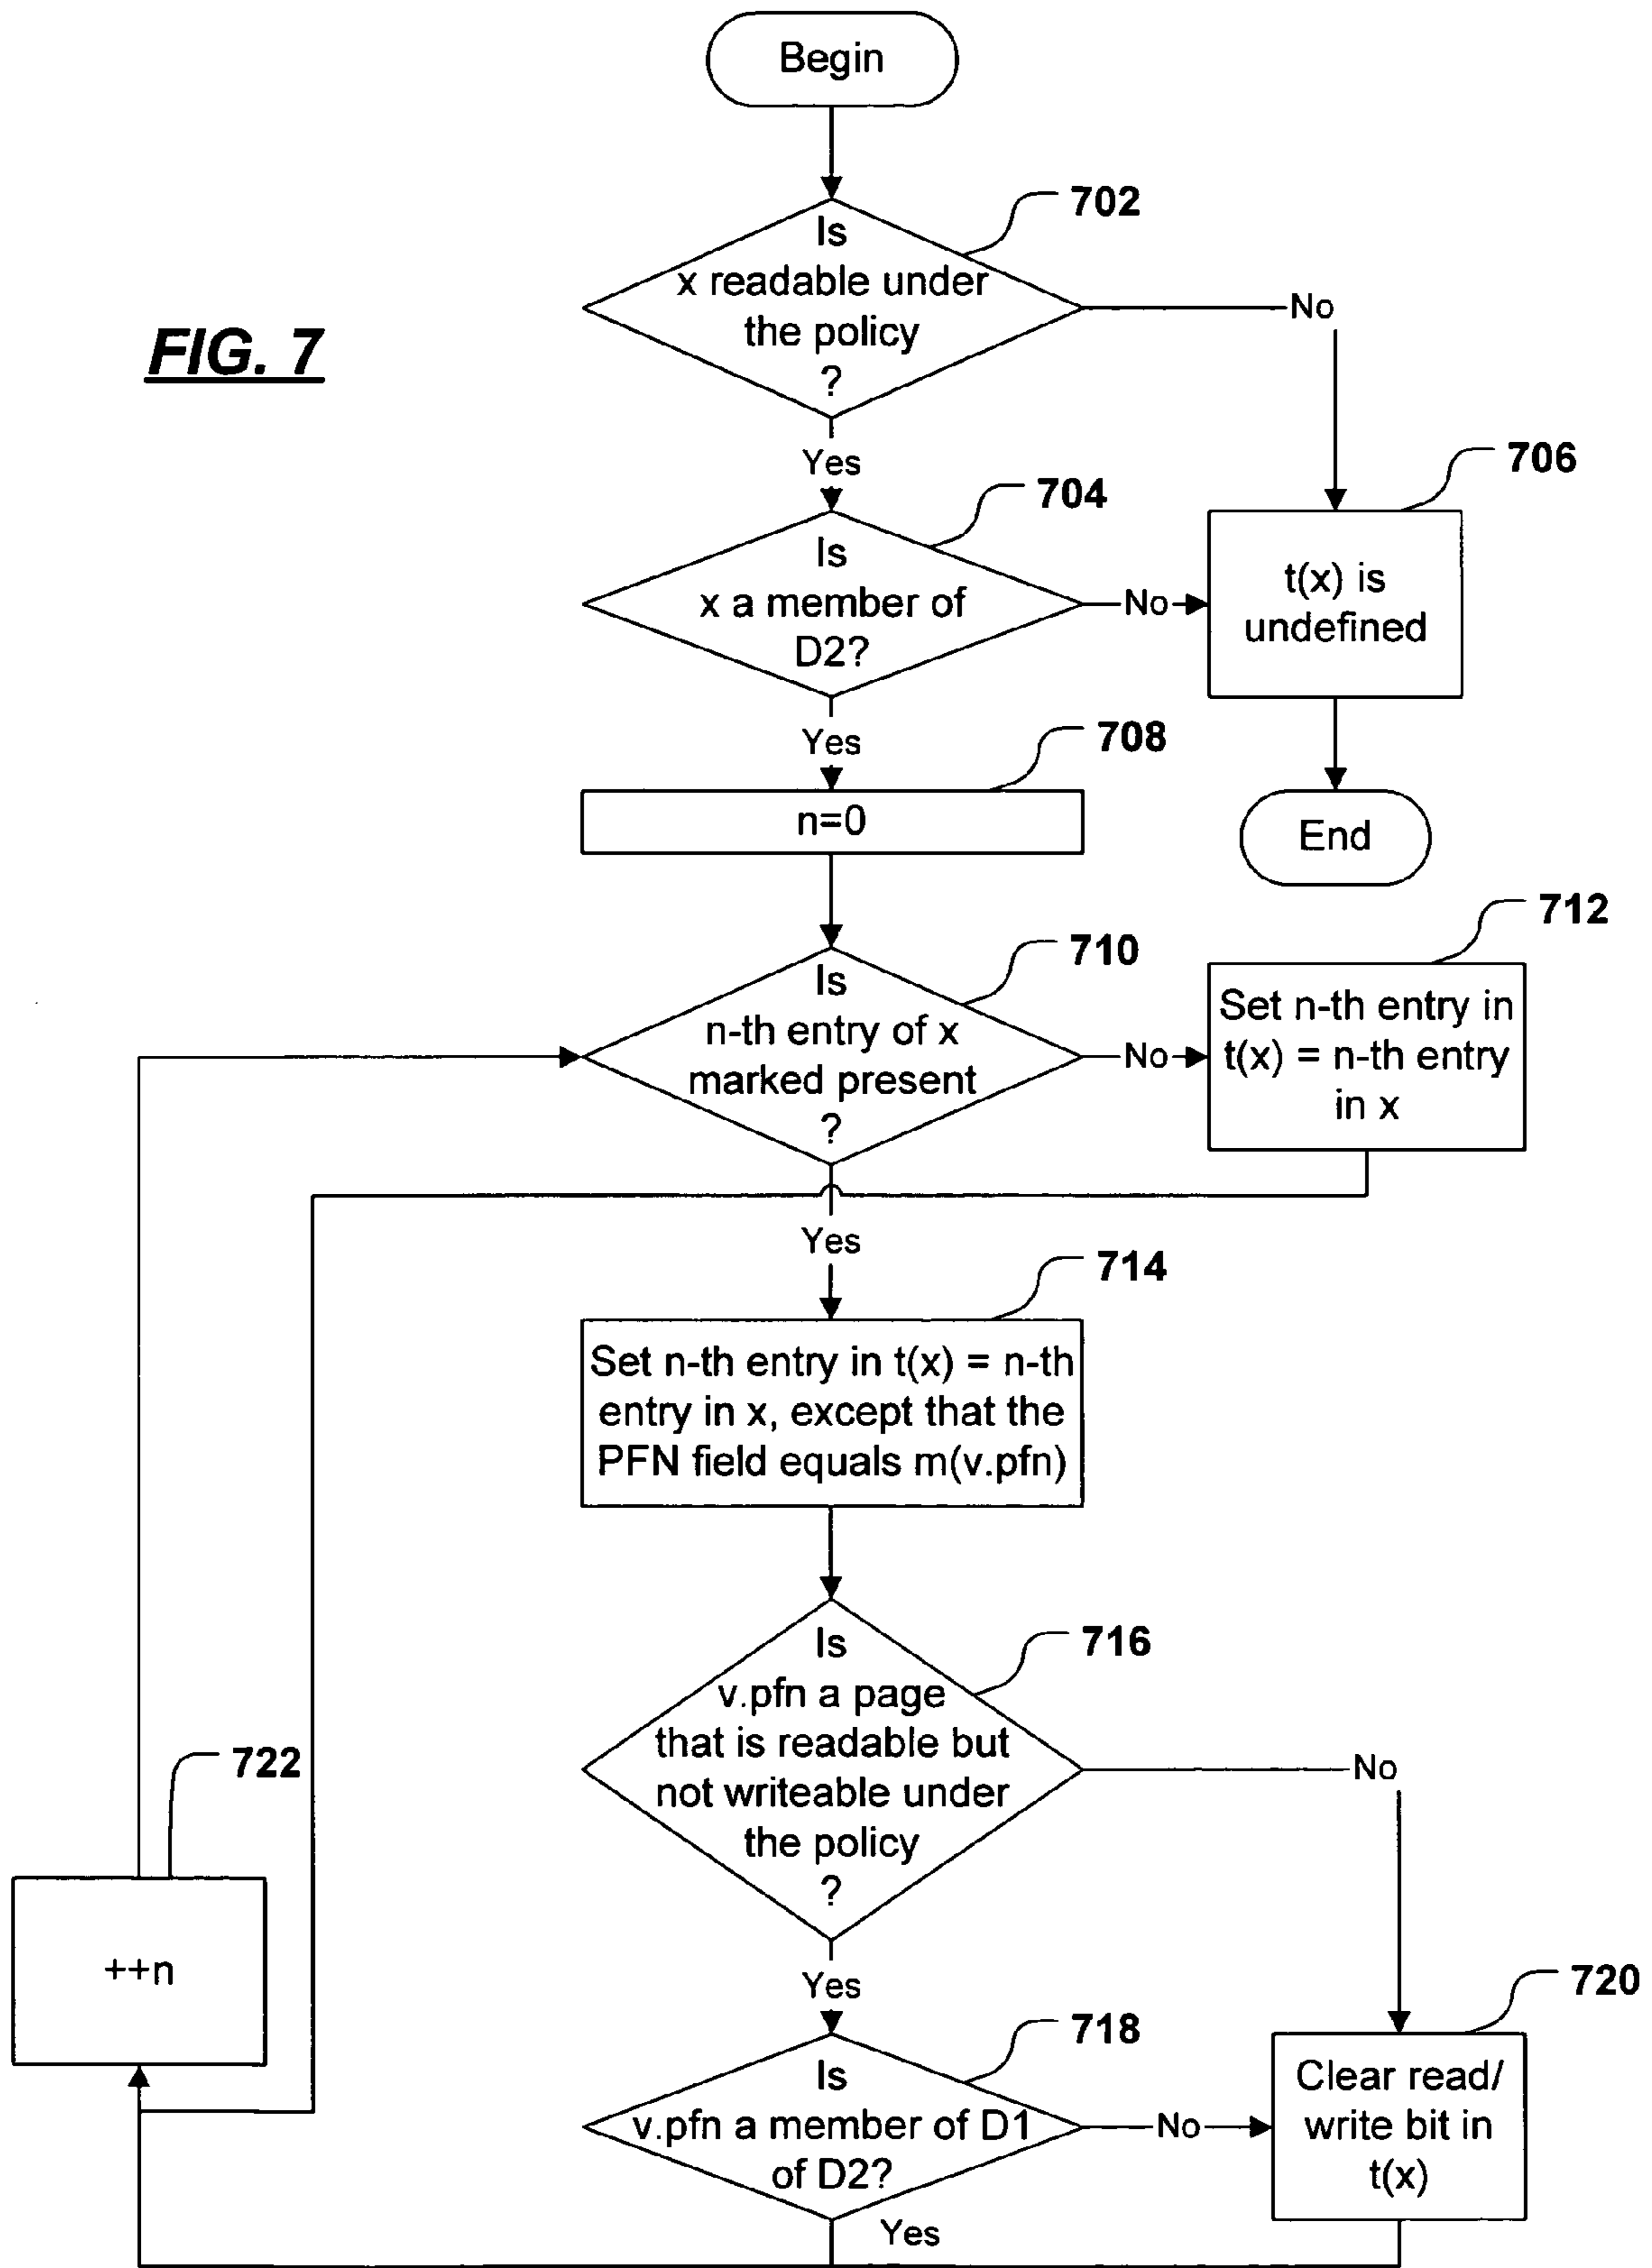 Begin
702
Is
x readable under
the policy
?
No
FIG. 7
Yes
704
706
Is
x a member of
D2?
No
t(x) is
undefined
Yes
708
n=0
End
710
712
Is
n-th entry of x
marked present
?
No
Set n-th entry in
t(x) = n-th entry
in x
Yes
714
Set n-th entry in t(x) = n-th
entry in x, except that the
PFN field equals m(v.pfn)
716
Is
v.pfn a page
that is readable but
not writeable under
the policy
?
No
722
++n
Yes
718
720
Is
v.pfn a member of D1
of D2?
No
Clear read/
write bit in
t(x)
Yes